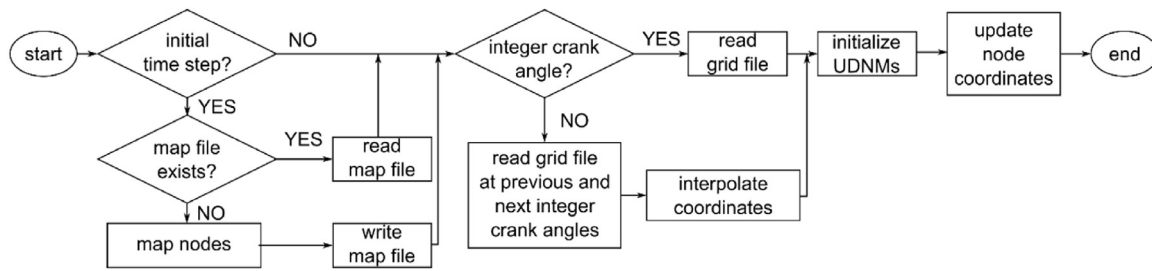 start
initial
time step?
NO
YES
map file
exists?
YES
read
map file
NO
map nodes
write
map file
integer crank
angle?
YES
read
grid file
NO
read grid file
at previous and
next integer
crank angles
interpolate
coordinates
initialize
UDNMs
update
node
coordinates
end